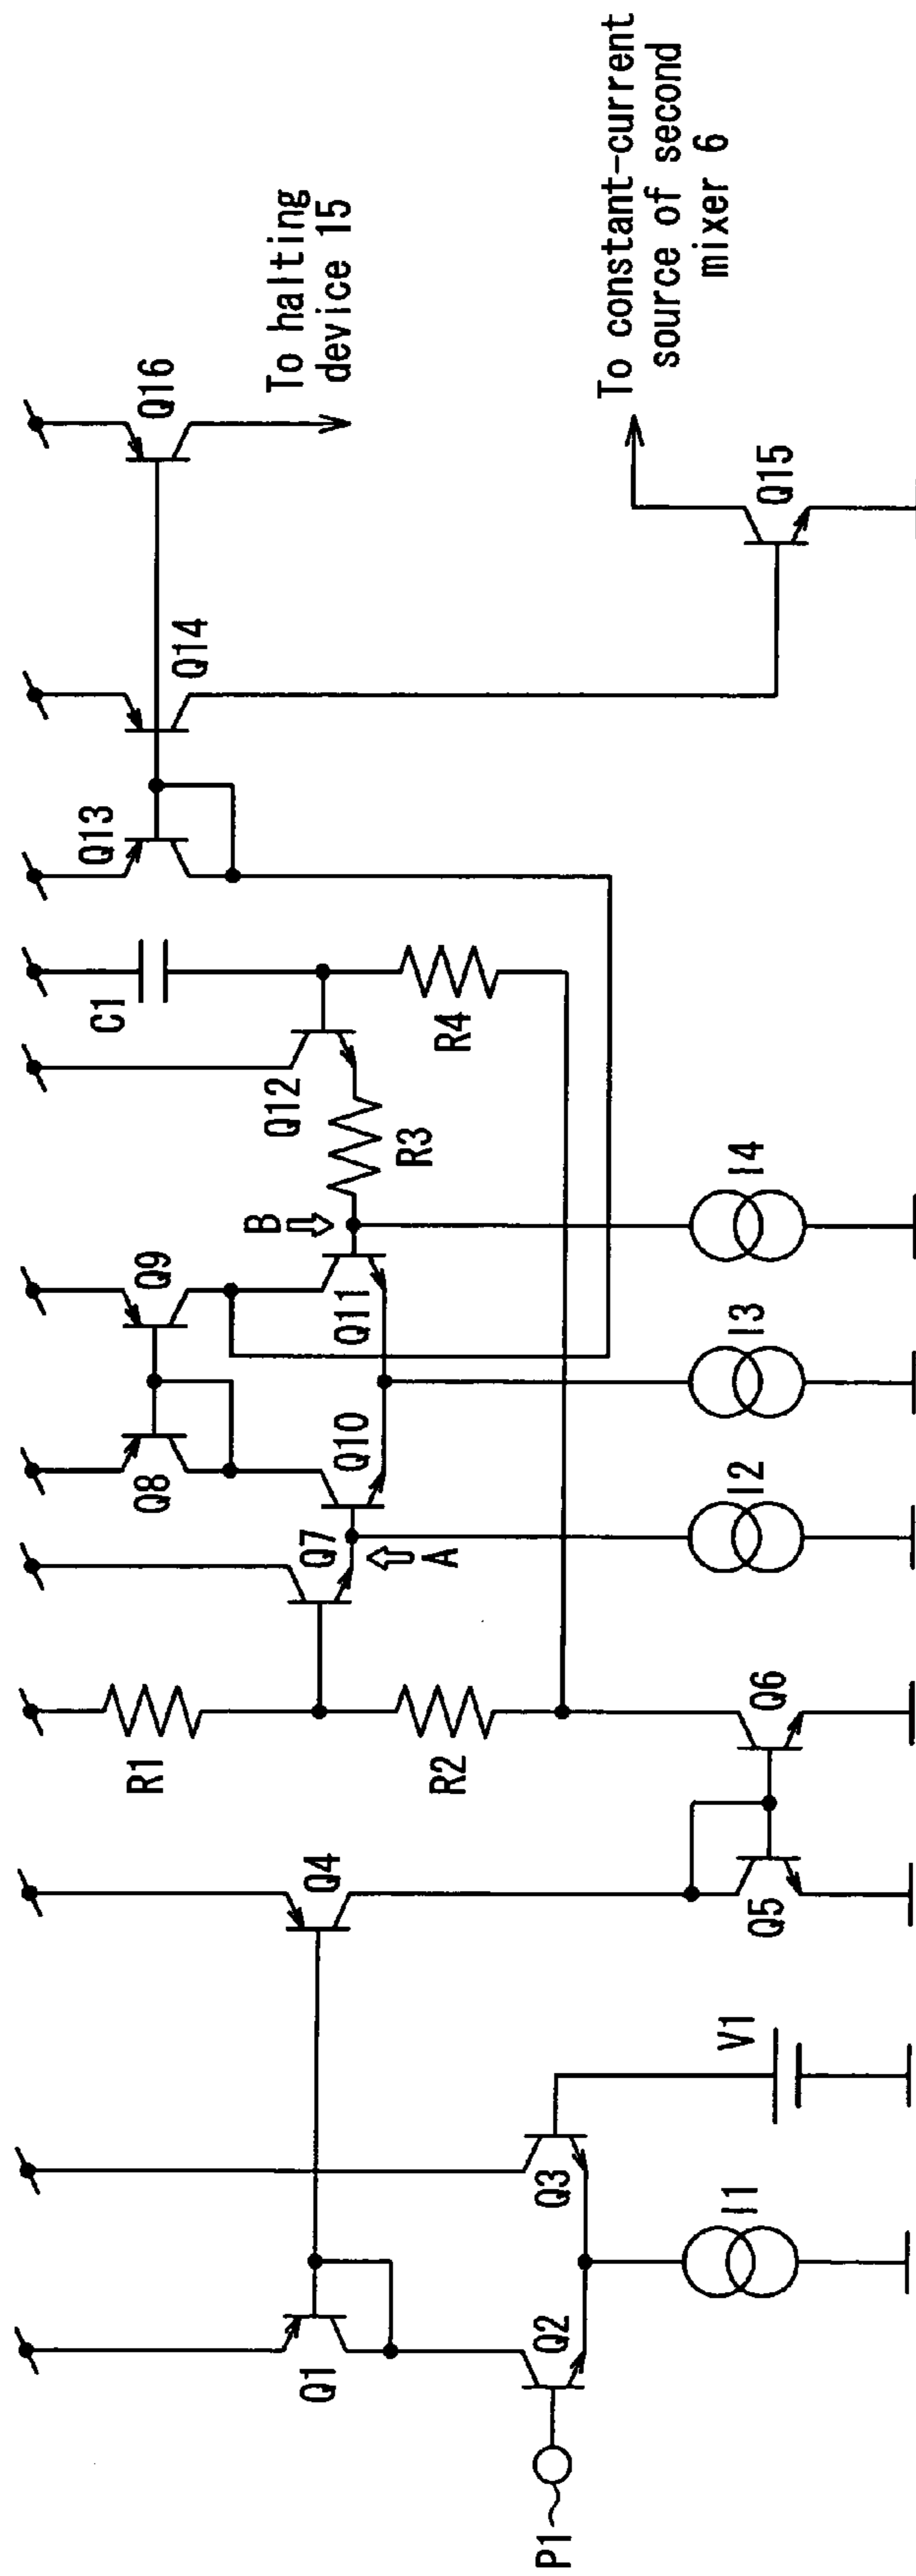 P1
Q1
Q2
Q3
I1
V1
Q4
Q5
Q6
R1
R2
Q7
A
I2
Q8
Q9
Q10
Q11
I3
B
I4
R3
Q12
C1
R4
Q13
Q14
Q16
To halting
device 15
Q15
To constant-current
source of second
mixer 6